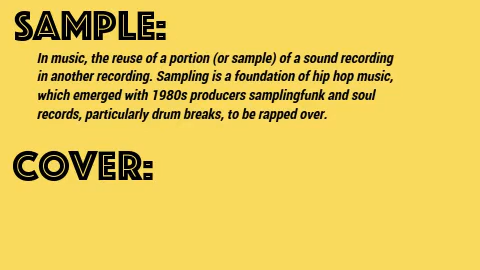 SAMPLE:
In music, the reuse of a portion (or sample) of a sound recording
in another recording. Sampling is a foundation of hip hop music,
which emerged with 1980s producers samplingfunk and soul
records, particularly drum breaks, to be rapped over.
COVER: